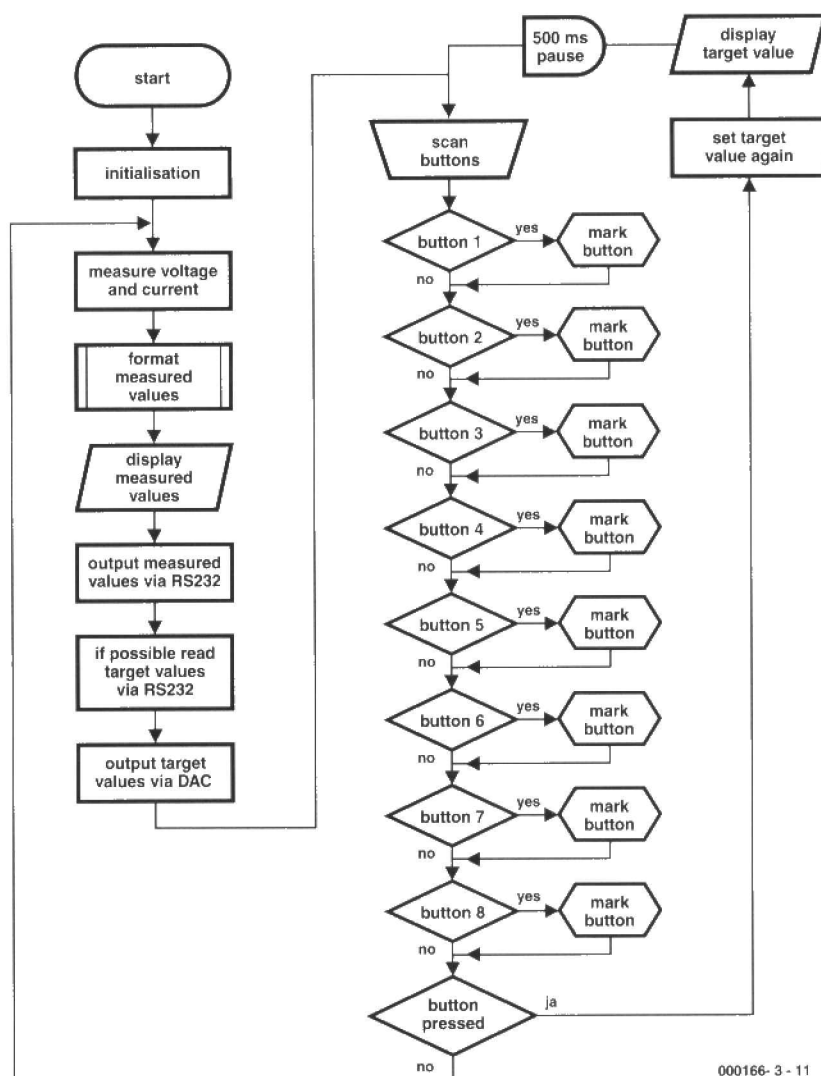 start
initialisation
measure voltage
and current
format
measured
values
display
measured
values
output measured
values via RS232
if possible read
target values
via RS232
output target
values via DAC
500 ms
pause
display
target value
set target
value again
scan
buttons
button 1
yes
mark
button
no
button 2
yes
mark
button
no
button 3
yes
mark
button
no
button 4
yes
mark
button
no
button 5
yes
mark
button
no
button 6
yes
mark
button
no
button 7
yes
mark
button
no
button 8
yes
mark
button
no
button
pressed
ja
no
000166- 3 - 11